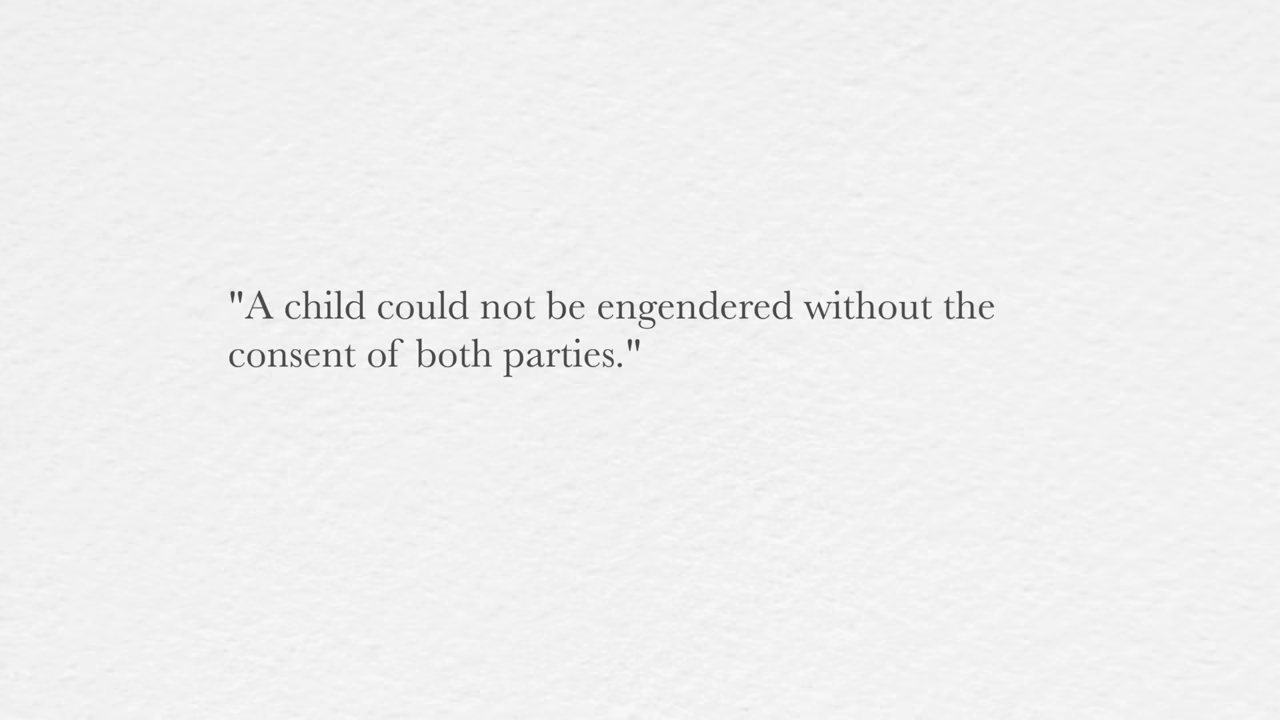 "A child could not be engendered without the
consent of both parties."